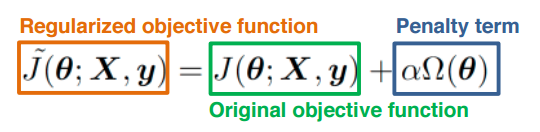 Regularized objective function Penalty term
J̃(θ; X, y) = J(θ; X, y) + αΩ(θ)
Original objective function